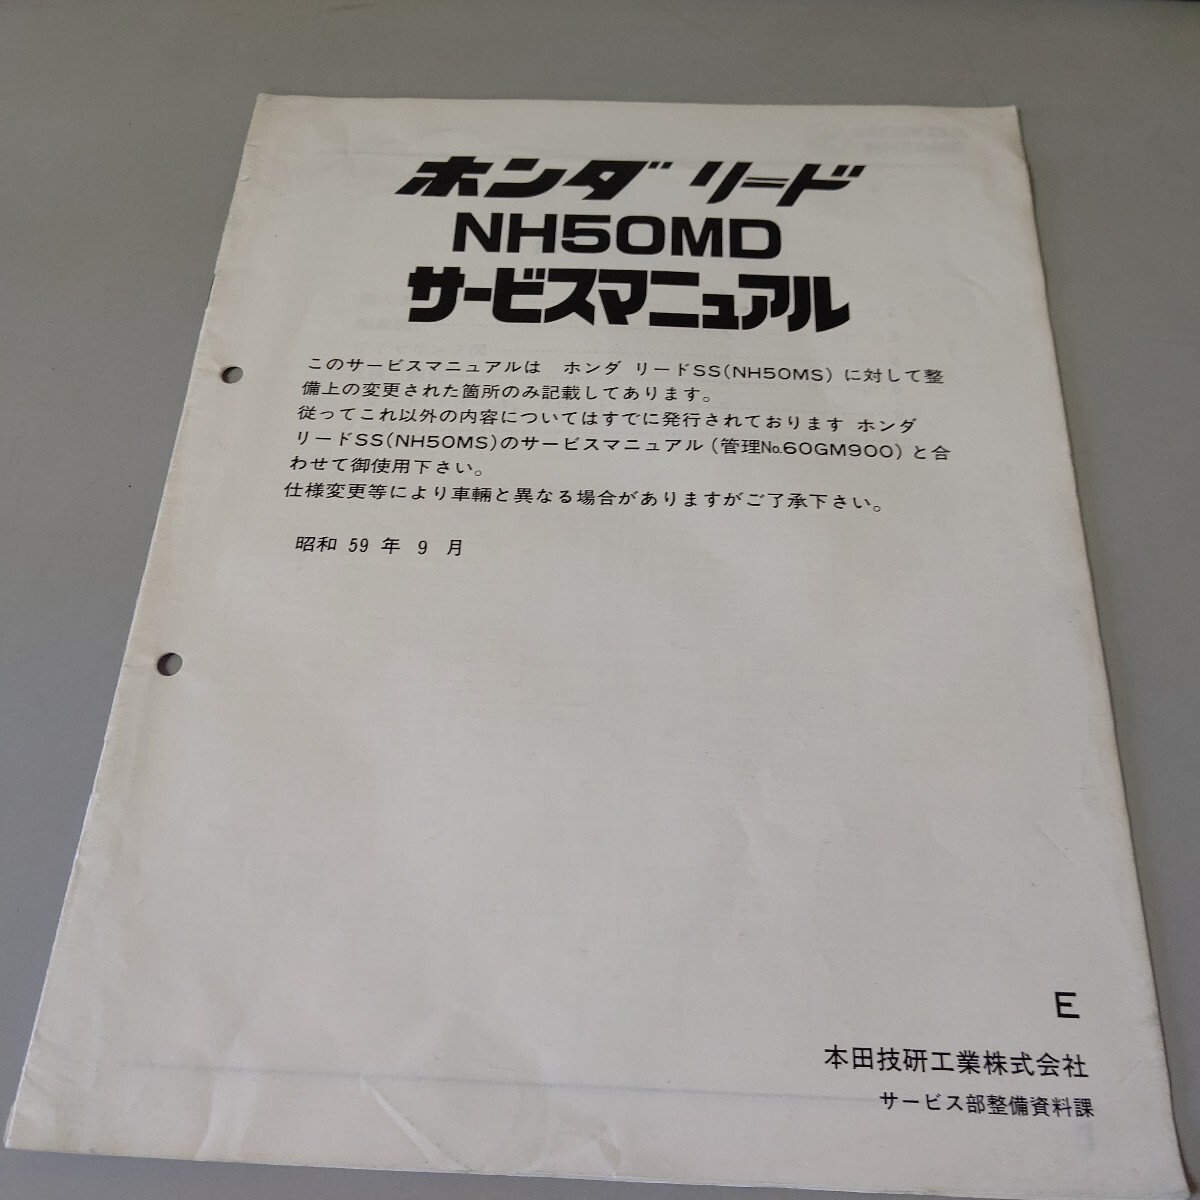 ホンダ リード
NH50MD
サービスマニュアル
このサービスマニュアルは ホンダ リードSS(NH50MS)に対して整
備上の変更された箇所のみ記載してあります。
従ってこれ以外の内容についてはすでに発行されております ホンダ
リードSS(NH50MS)のサービスマニュアル(管理No.60GM900)と合
わせて御使用下さい。
仕様変更等により車輛と異なる場合がありますがご了承下さい。
昭和 59 年 9 月
E
本田技研工業株式会社
サービス部整備資料課